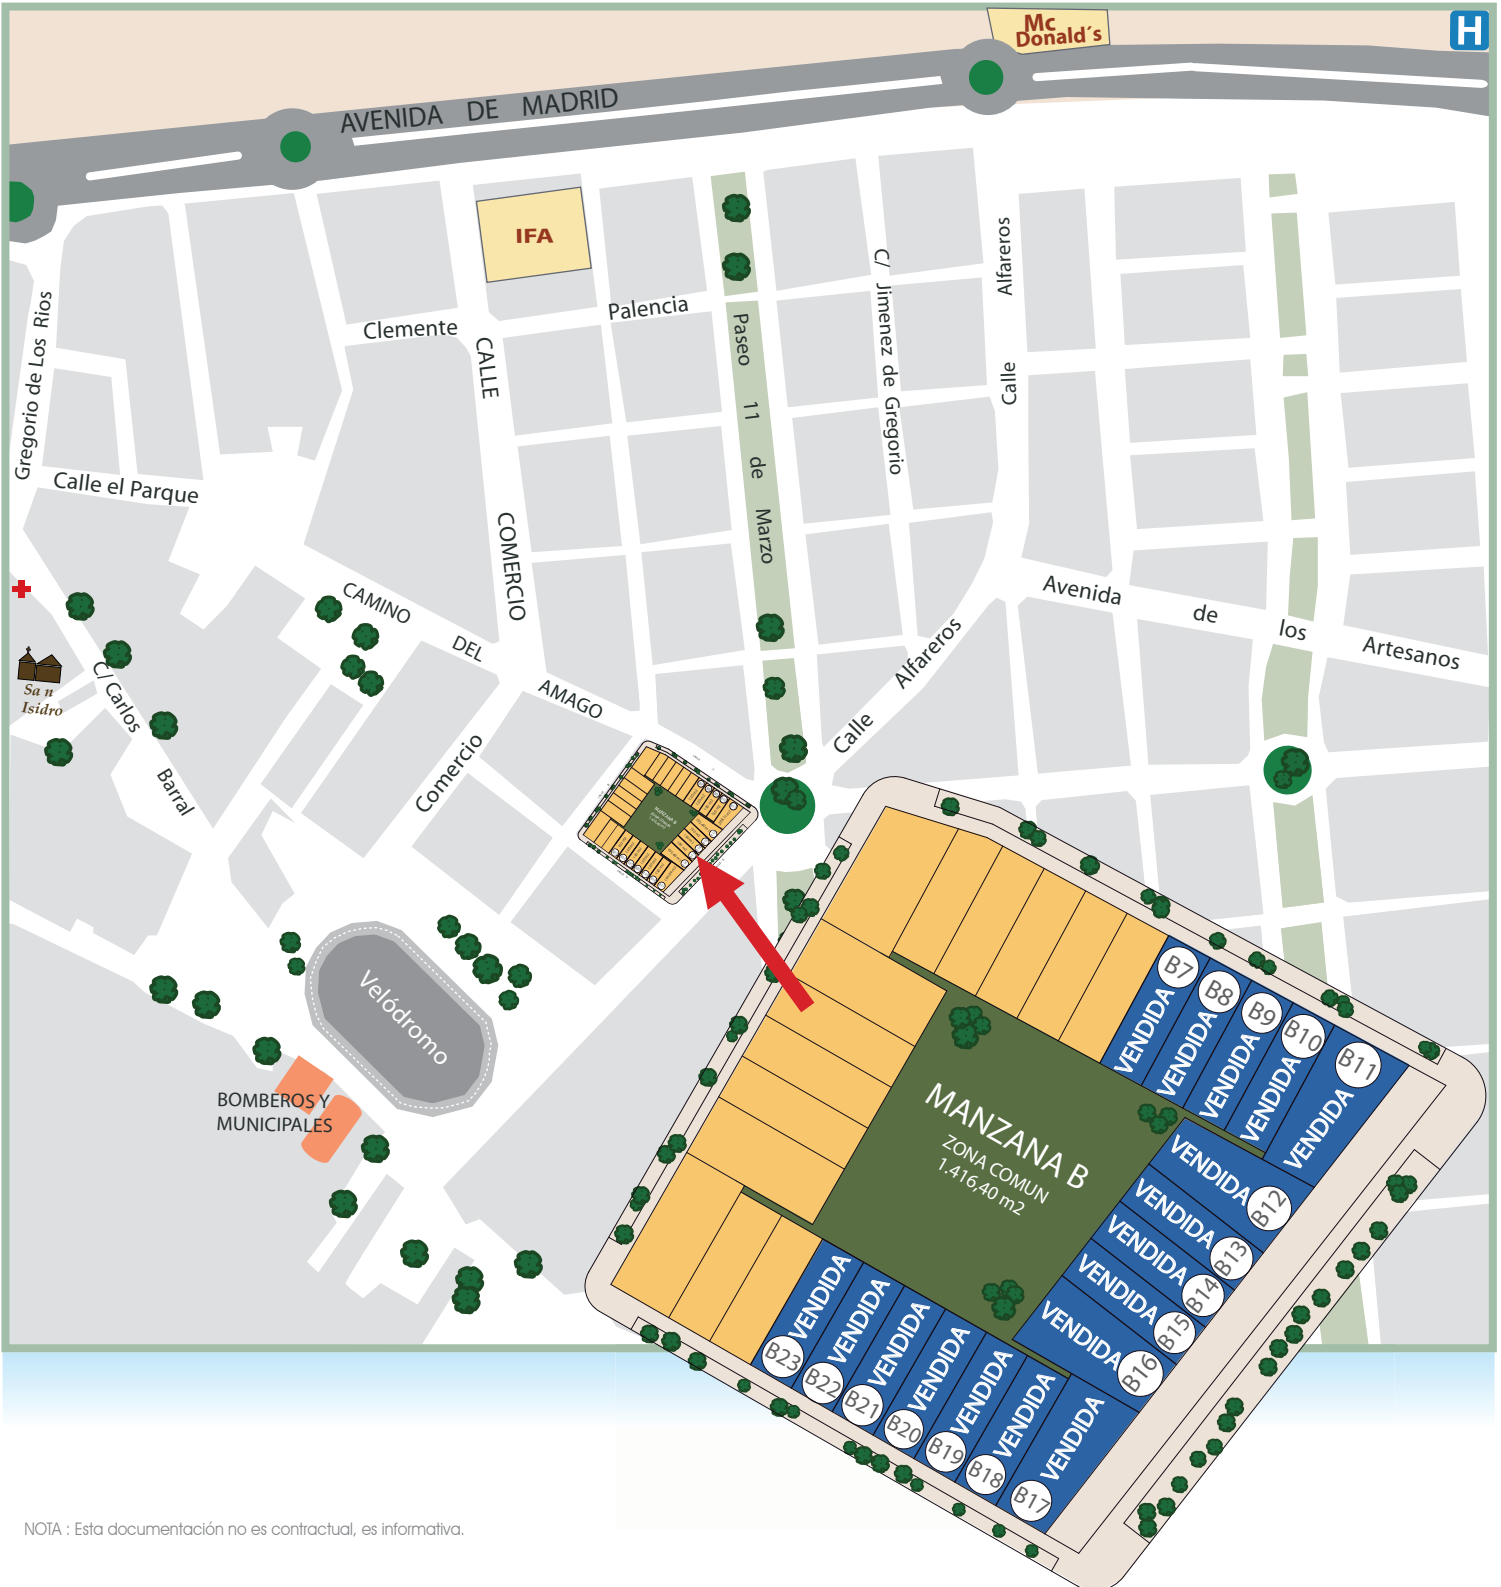 Mc
Donald´s
H
AVENIDA DE MADRID
IFA
Clemente
Palencia
CALLE
COMERCIO
Paseo 11 de Marzo
C/ Jimenez de Gregorio
Calle Alfareros
Gregorio de Los Rios
Calle el Parque
CAMINO DEL AMAGO
Avenida de los Artesanos
Calle Alfareros
San
Isidro
C/ Carlos Barral
Comercio
Velódromo
BOMBEROS Y
MUNICIPALES
MANZANA B
ZONA COMUN
1.416,40 m2
B7
VENDIDA
B8
VENDIDA
B9
VENDIDA
B10
VENDIDA
B11
VENDIDA
VENDIDA
B12
VENDIDA
B13
VENDIDA
B14
VENDIDA
B15
VENDIDA
B16
VENDIDA
B23
VENDIDA
B22
VENDIDA
B21
VENDIDA
B20
VENDIDA
B19
VENDIDA
B18
VENDIDA
B17
NOTA : Esta documentación no es contractual, es informativa.